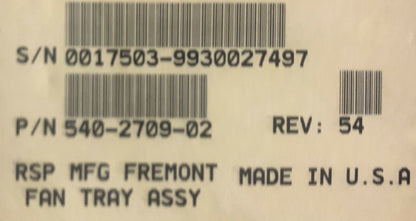 S/N 0017503-9930027497
P/N 540-2709-02 REV: 54
RSP MFG FREMONT MADE IN U.S.A
FAN TRAY ASSY